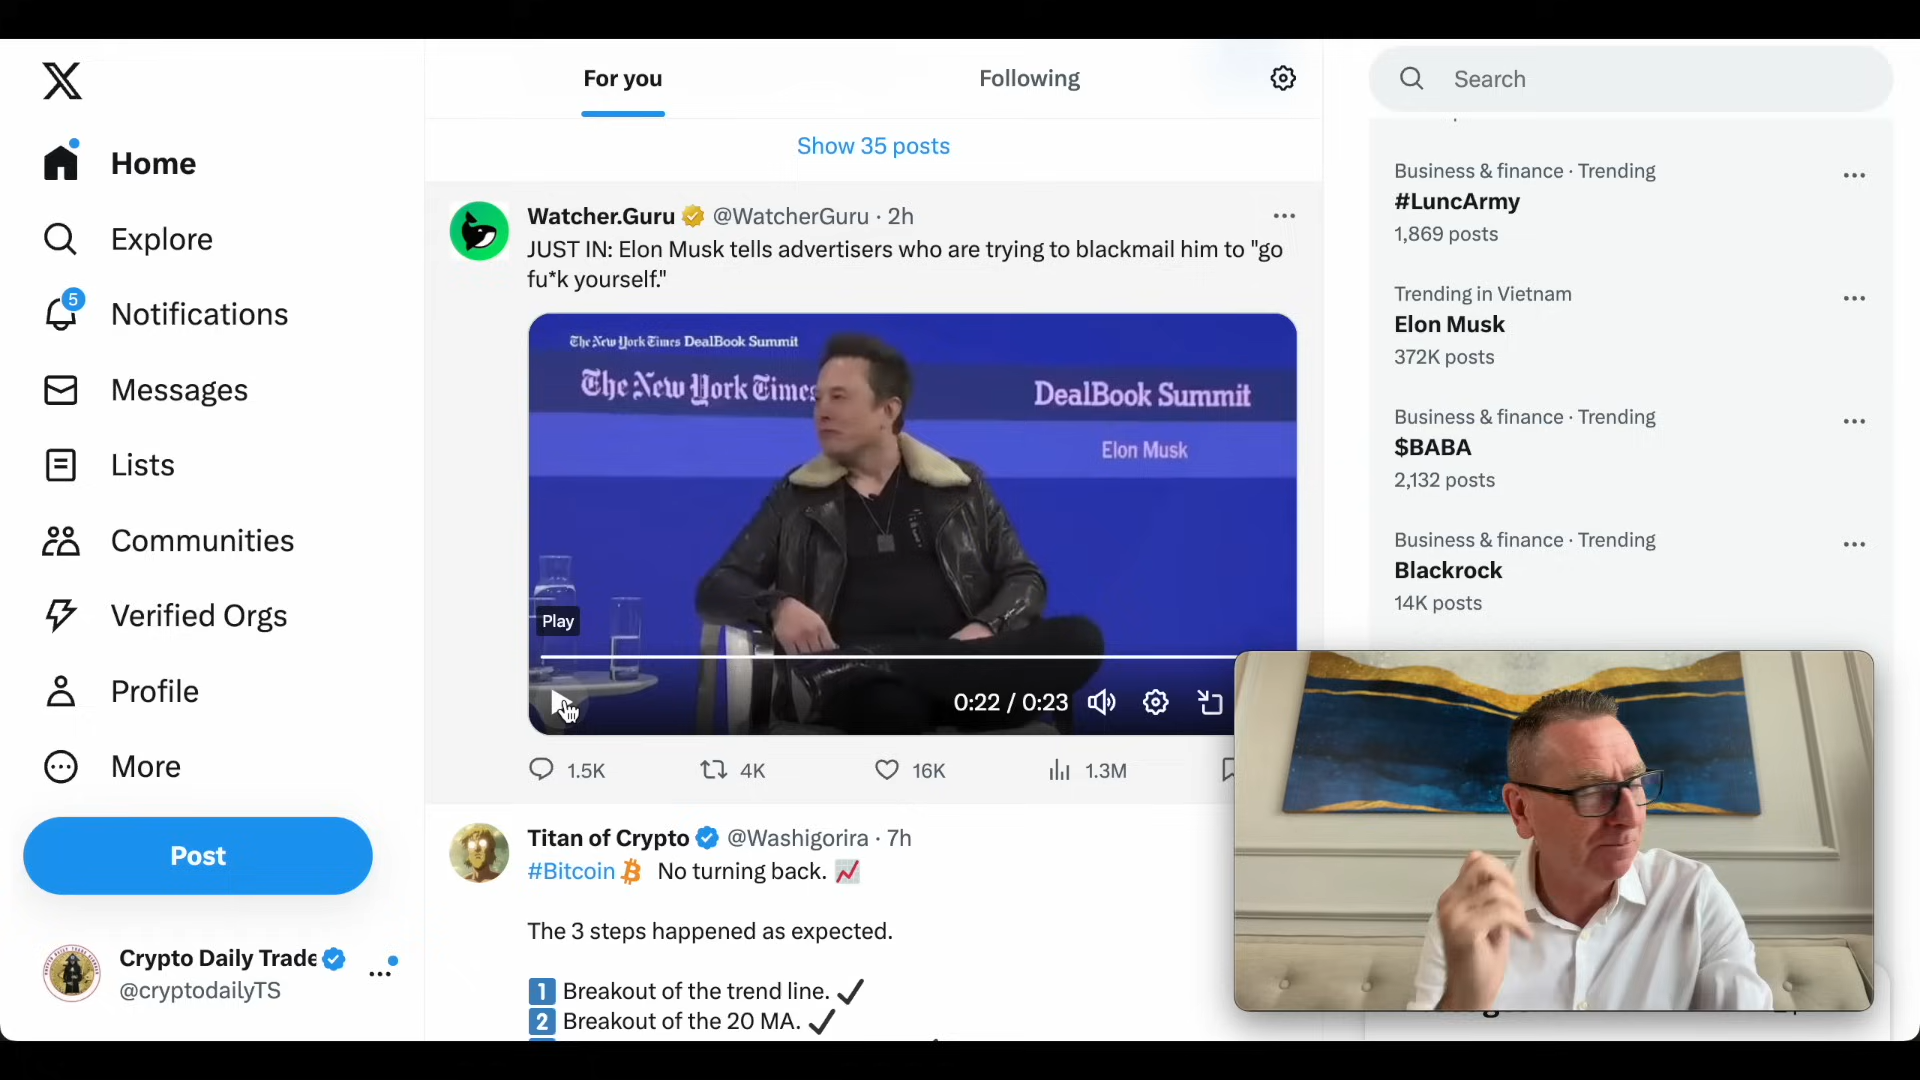 For you
Following
Search
Show 35 posts
Home
Explore
5
Notifications
Messages
Lists
Communities
Verified Orgs
Profile
More
Post
Crypto Daily Trade
@cryptodailyTS
Watcher.Guru @WatcherGuru · 2h
JUST IN: Elon Musk tells advertisers who are trying to blackmail him to "go
fu*k yourself."
The New York Times DealBook Summit
The New York Times
DealBook Summit
Elon Musk
Play
0:22 / 0:23
1.5K
4K
16K
1.3M
Titan of Crypto @Washigorira · 7h
#Bitcoin No turning back.
The 3 steps happened as expected.
1 Breakout of the trend line.
2 Breakout of the 20 MA.
Business & finance · Trending
#LuncArmy
1,869 posts
Trending in Vietnam
Elon Musk
372K posts
Business & finance · Trending
$BABA
2,132 posts
Business & finance · Trending
Blackrock
14K posts